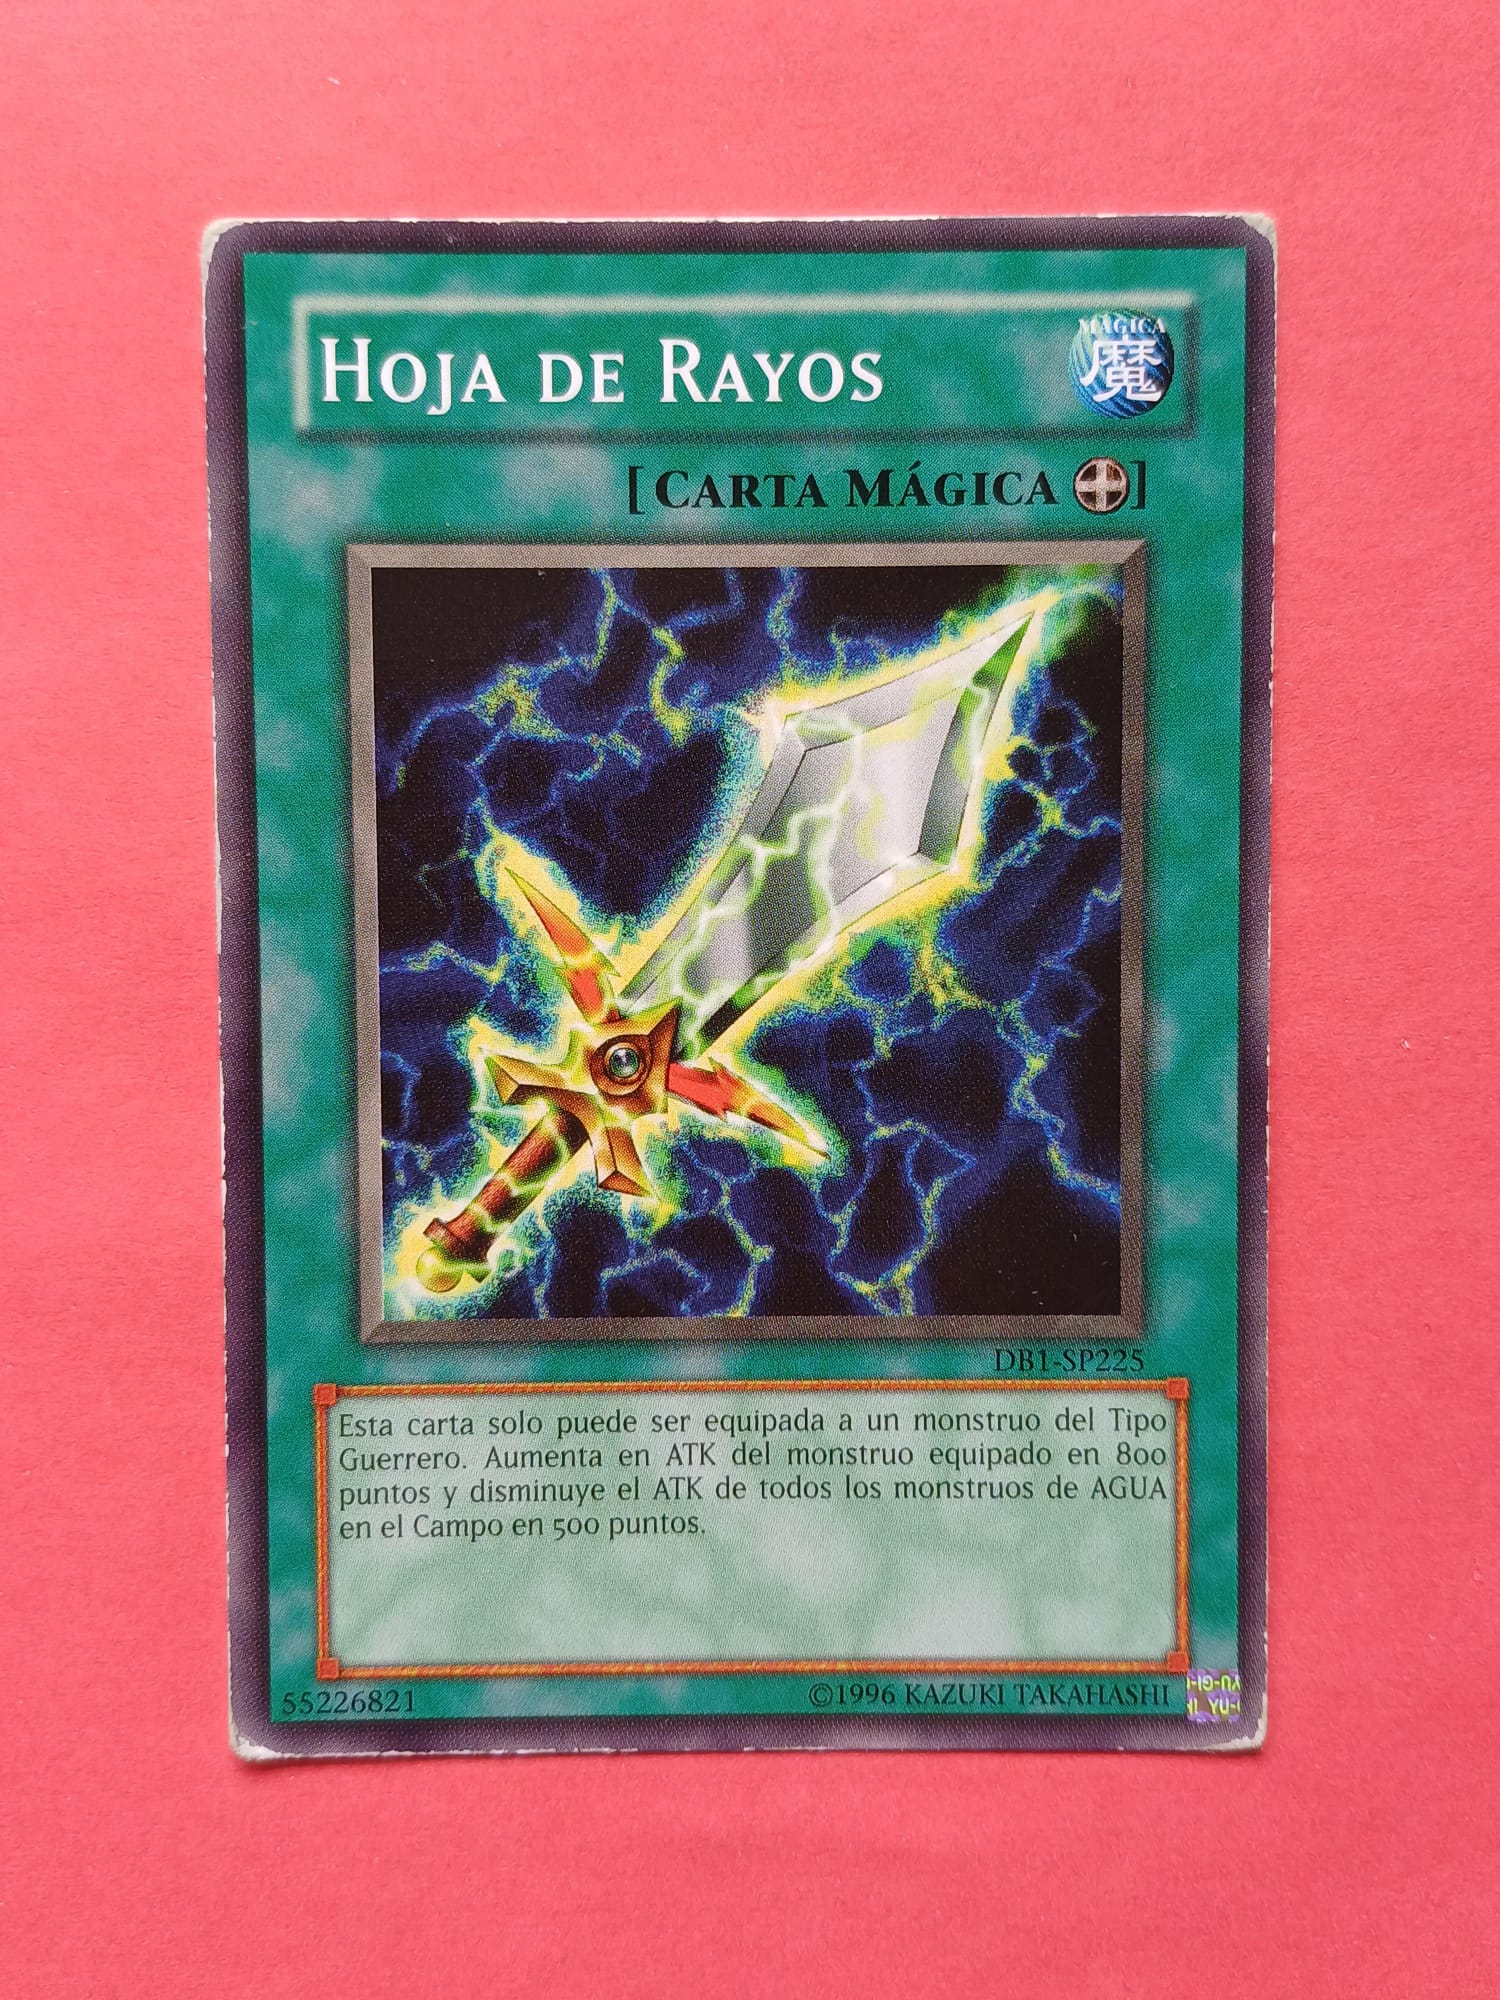 HOJA DE RAYOS
MÁGICA
魔
[CARTA MÁGICA]
DB1-SP225
Esta carta solo puede ser equipada a un monstruo del Tipo
Guerrero. Aumenta en ATK del monstruo equipado en 800
puntos y disminuye el ATK de todos los monstruos de AGUA
en el Campo en 500 puntos.
55226821
©1996 KAZUKI TAKAHASHI